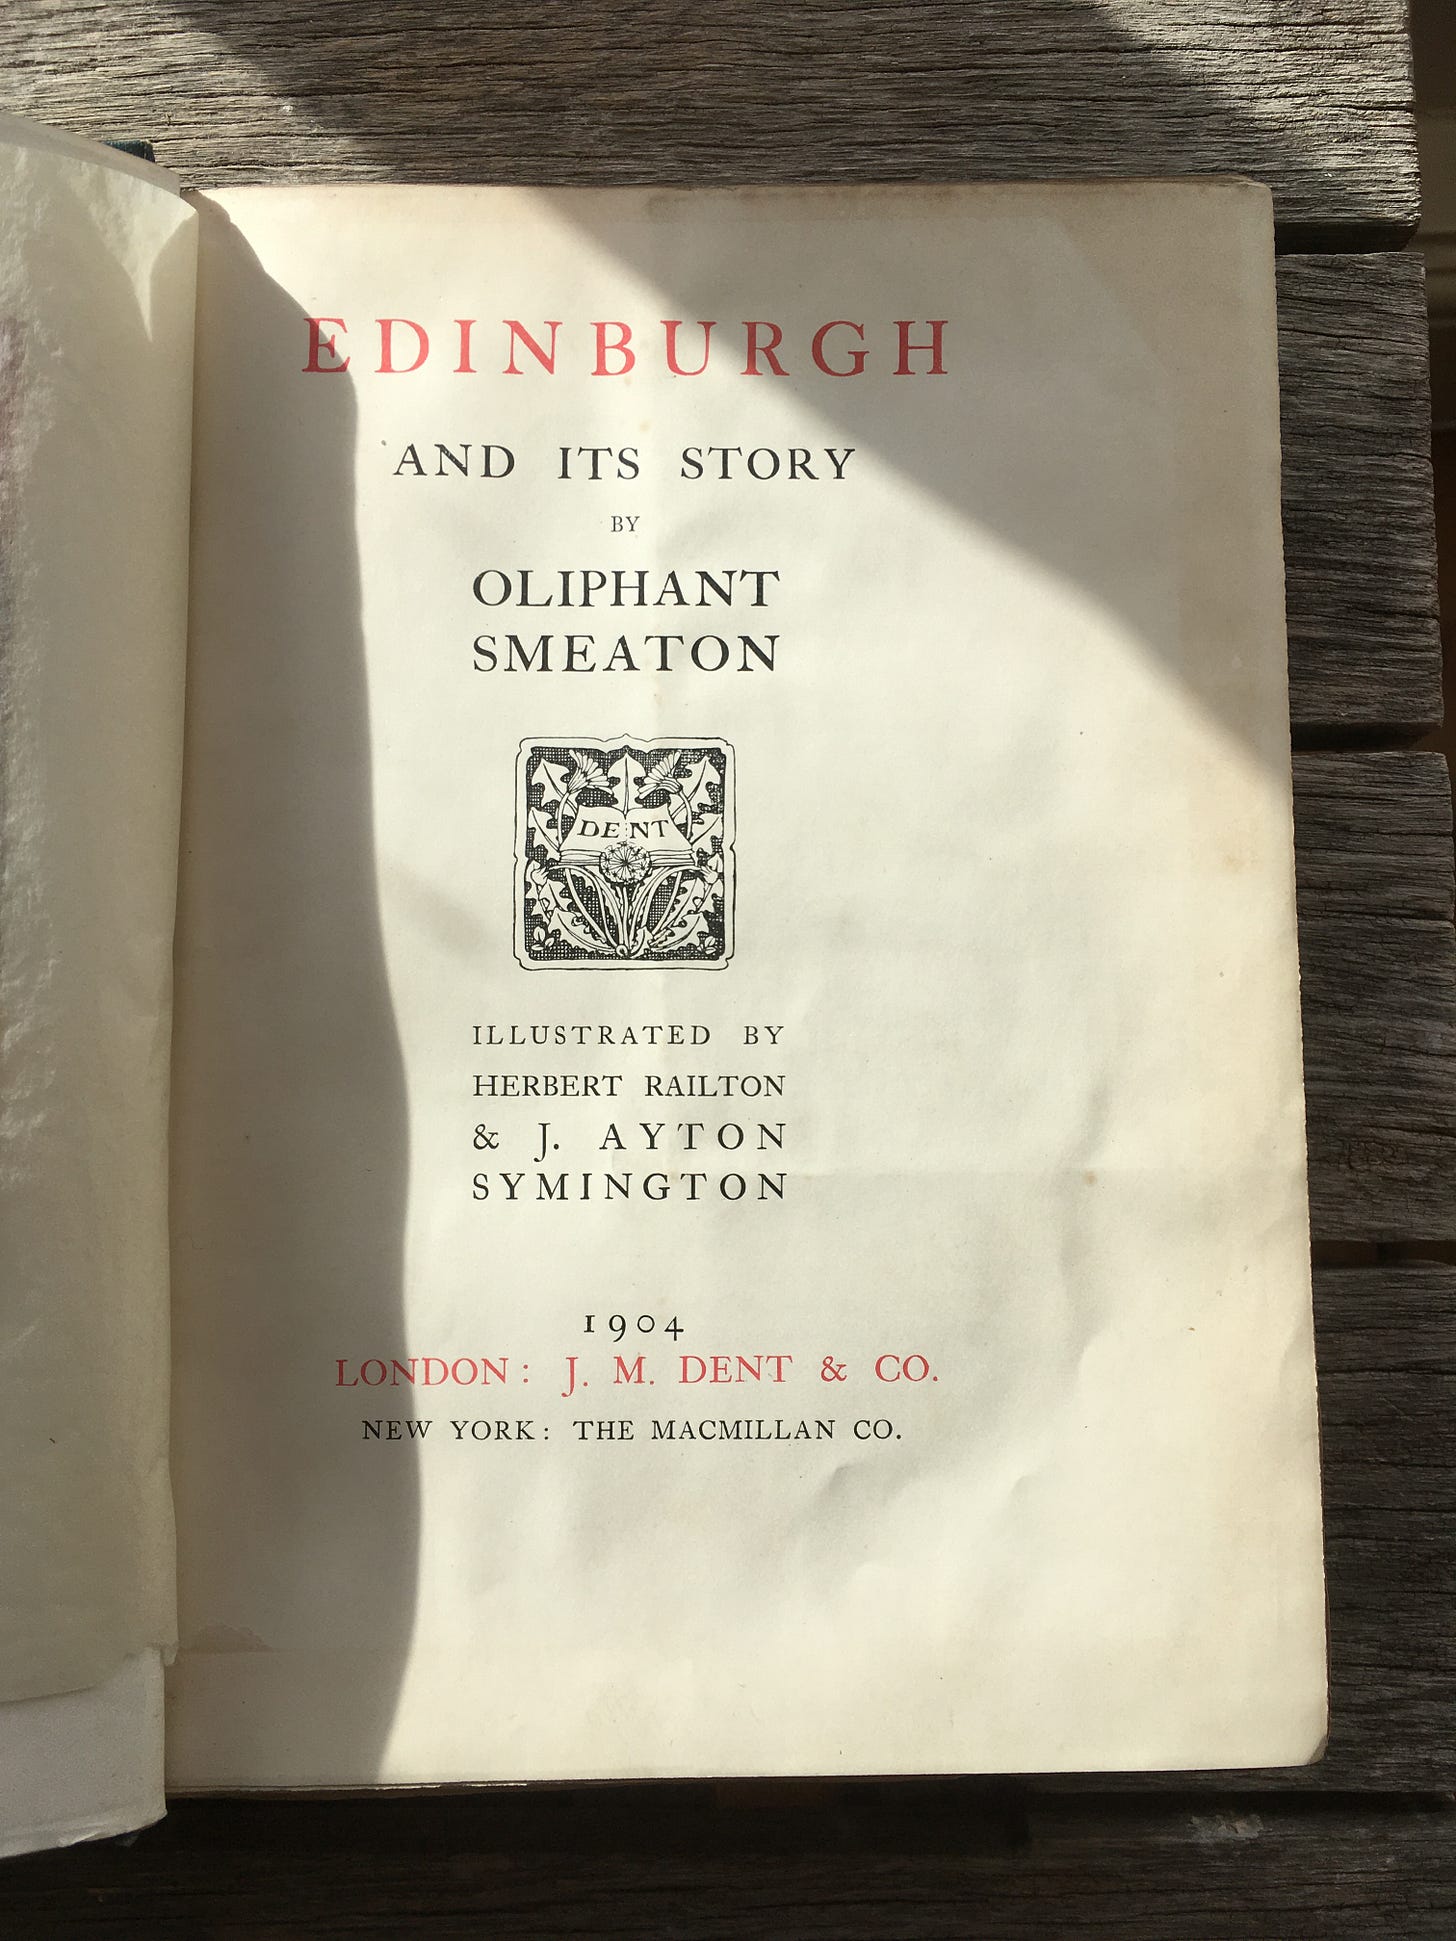 EDINBURGH
AND ITS STORY
BY
OLIPHANT
SMEATON
DENT
ILLUSTRATED BY
HERBERT RAILTON
& J. AYTON
SYMINGTON
1904
LONDON: J. M. DENT & CO.
NEW YORK: THE MACMILLAN CO.